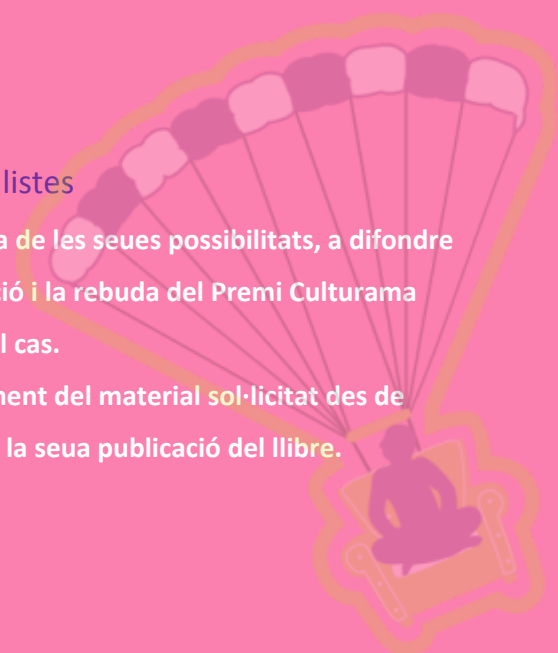 listes
a de les seues possibilitats, a difondre
ció i la rebuda del Premi Culturama
l cas.
ment del material sol·licitat des de
la seua publicació del llibre.